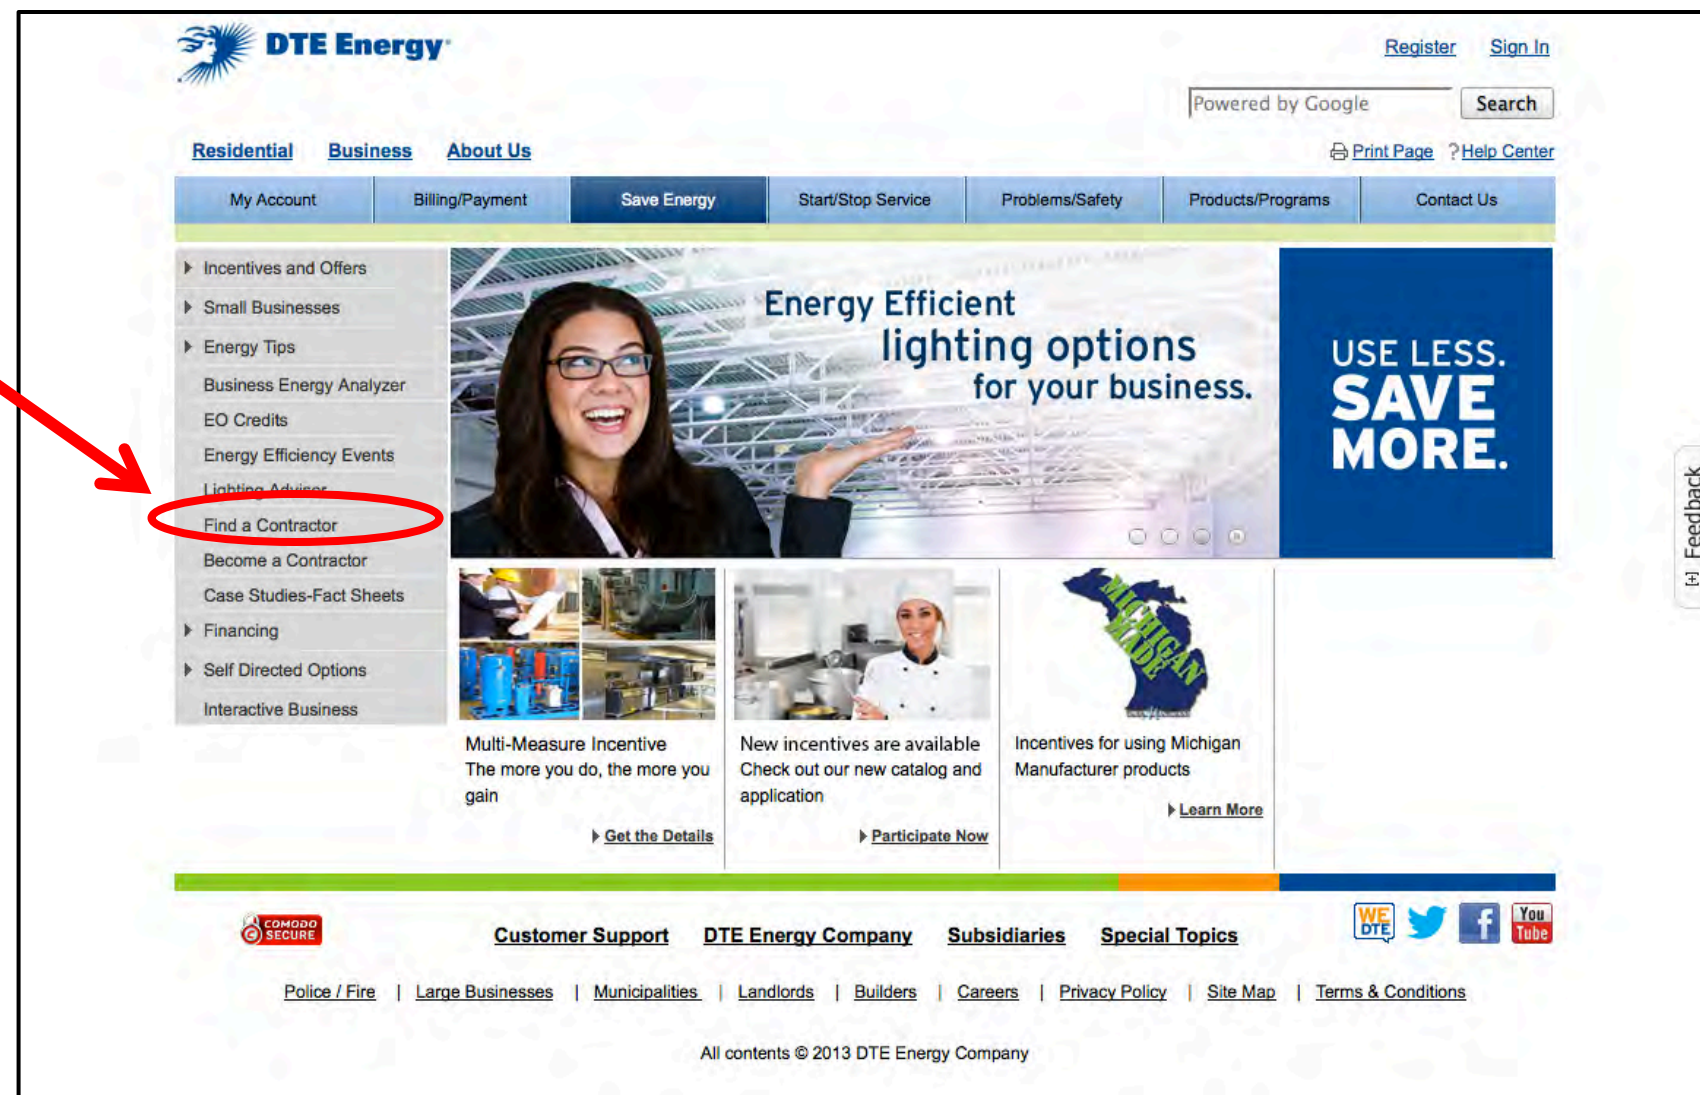 DTE Energy
Register Sign In
Powered by Google Search
Residential Business About Us
Print Page ? Help Center
My Account Billing/Payment Save Energy Start/Stop Service Problems/Safety Products/Programs Contact Us
Incentives and Offers
Small Businesses
Energy Tips
Business Energy Analyzer
EO Credits
Energy Efficiency Events
Lighting Advisor
Find a Contractor
Become a Contractor
Case Studies-Fact Sheets
Financing
Self Directed Options
Interactive Business
Energy Efficient
lighting options
for your business.
USE LESS.
SAVE
MORE.
[+] Feedback
MICHIGAN
MADE
Multi-Measure Incentive
The more you do, the more you
gain
Get the Details
New incentives are available
Check out our new catalog and
application
Participate Now
Incentives for using Michigan
Manufacturer products
Learn More
COMODO
SECURE
Customer Support DTE Energy Company Subsidiaries Special Topics
WE
DTE
f
You
Tube
Police / Fire | Large Businesses | Municipalities | Landlords | Builders | Careers | Privacy Policy | Site Map | Terms & Conditions
All contents © 2013 DTE Energy Company